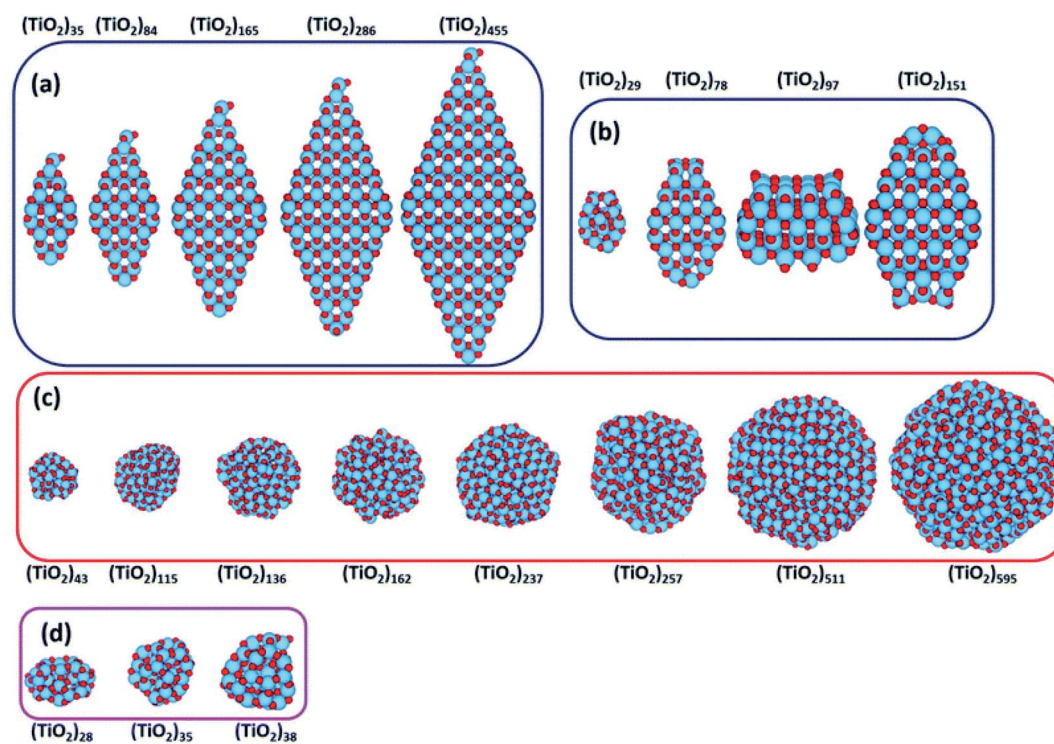 (TiO₂)₃₅ (TiO₂)₈₄ (TiO₂)₁₆₅ (TiO₂)₂₈₆ (TiO₂)₄₅₅
(a)
(TiO₂)₂₉ (TiO₂)₇₈ (TiO₂)₉₇ (TiO₂)₁₅₁
(b)
(c)
(TiO₂)₄₃ (TiO₂)₁₁₅ (TiO₂)₁₃₆ (TiO₂)₁₆₂ (TiO₂)₂₃₇ (TiO₂)₂₅₇ (TiO₂)₅₁₁ (TiO₂)₅₉₅
(d)
(TiO₂)₂₈ (TiO₂)₃₅ (TiO₂)₃₈